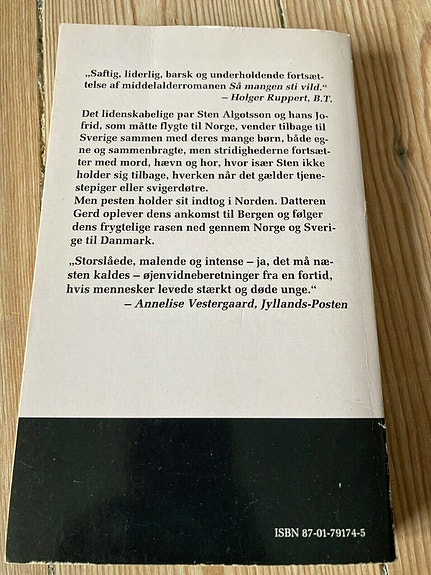 „Saftig, liderlig, barsk og underholdende fortsæt-
telse af middelalderromanen Så mangen sti vild.“
– Holger Ruppert, B.T.
Det lidenskabelige par Sten Algotsson og hans Jo-
frid, som måtte flygte til Norge, vender tilbage til
Sverige sammen med deres mange børn, både eg-
ne og sammenbragte, men stridighederne fortsæt-
ter med mord, hævn og hor, hvor især Sten ikke
holder sig tilbage, hverken når det gælder tjene-
stepiger eller svigerdøtre.
Men pesten holder sit indtog i Norden. Datteren
Gerd oplever dens ankomst til Bergen og følger
dens frygtelige rasen ned gennem Norge og Sveri-
ge til Danmark.
„Storslåede, malende og intense – ja, det må næ-
sten kaldes – øjenvidneberetninger fra en fortid,
hvis mennesker levede stærkt og døde unge.“
– Annelise Vestergaard, Jyllands-Posten
ISBN 87-01-79174-5